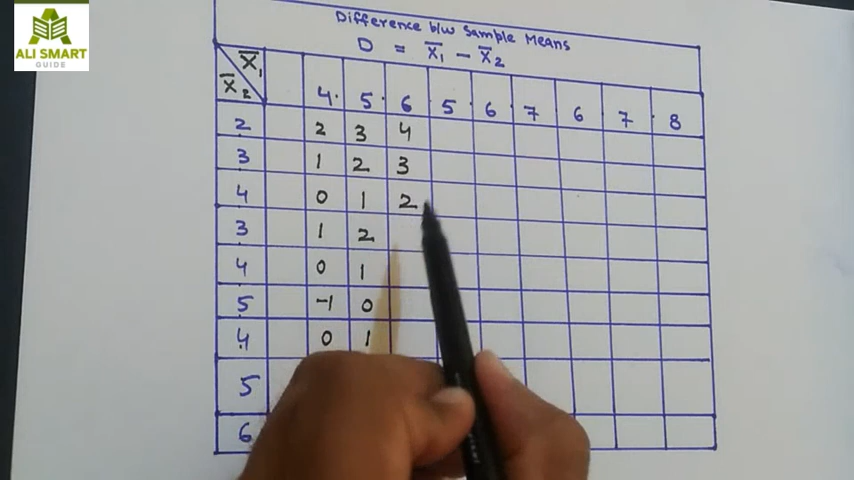 ALI SMART
GUIDE
Difference b/w Sample Means
D = X̄₁ − X̄₂
X̄₁
X̄₂
4. 5. 6 5 6 7 6 7 8
2 2 3 4
3 1 2 3
4 0 1 2
3 1 2
4 0 1
5 -1 0
4 0 1
5
6